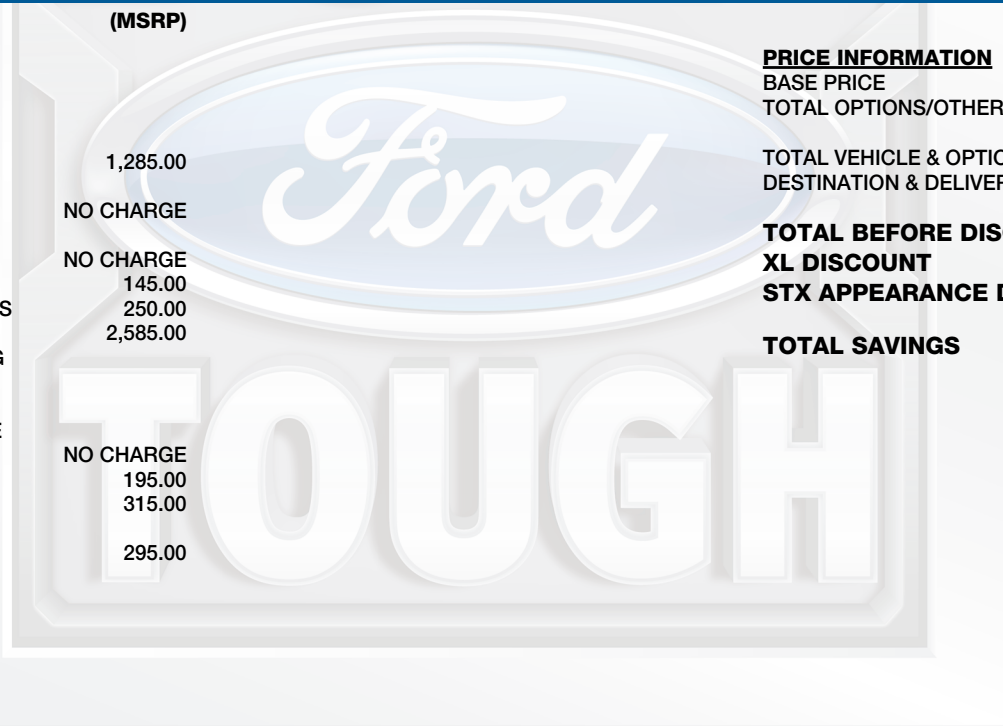 (MSRP)
1,285.00
NO CHARGE
NO CHARGE
145.00
S 250.00
2,585.00
G
E
NO CHARGE
195.00
315.00
295.00
PRICE INFORMATION
BASE PRICE
TOTAL OPTIONS/OTHER
TOTAL VEHICLE & OPTIO
DESTINATION & DELIVER
TOTAL BEFORE DISC
XL DISCOUNT
STX APPEARANCE D
TOTAL SAVINGS
Ford
TOUGH